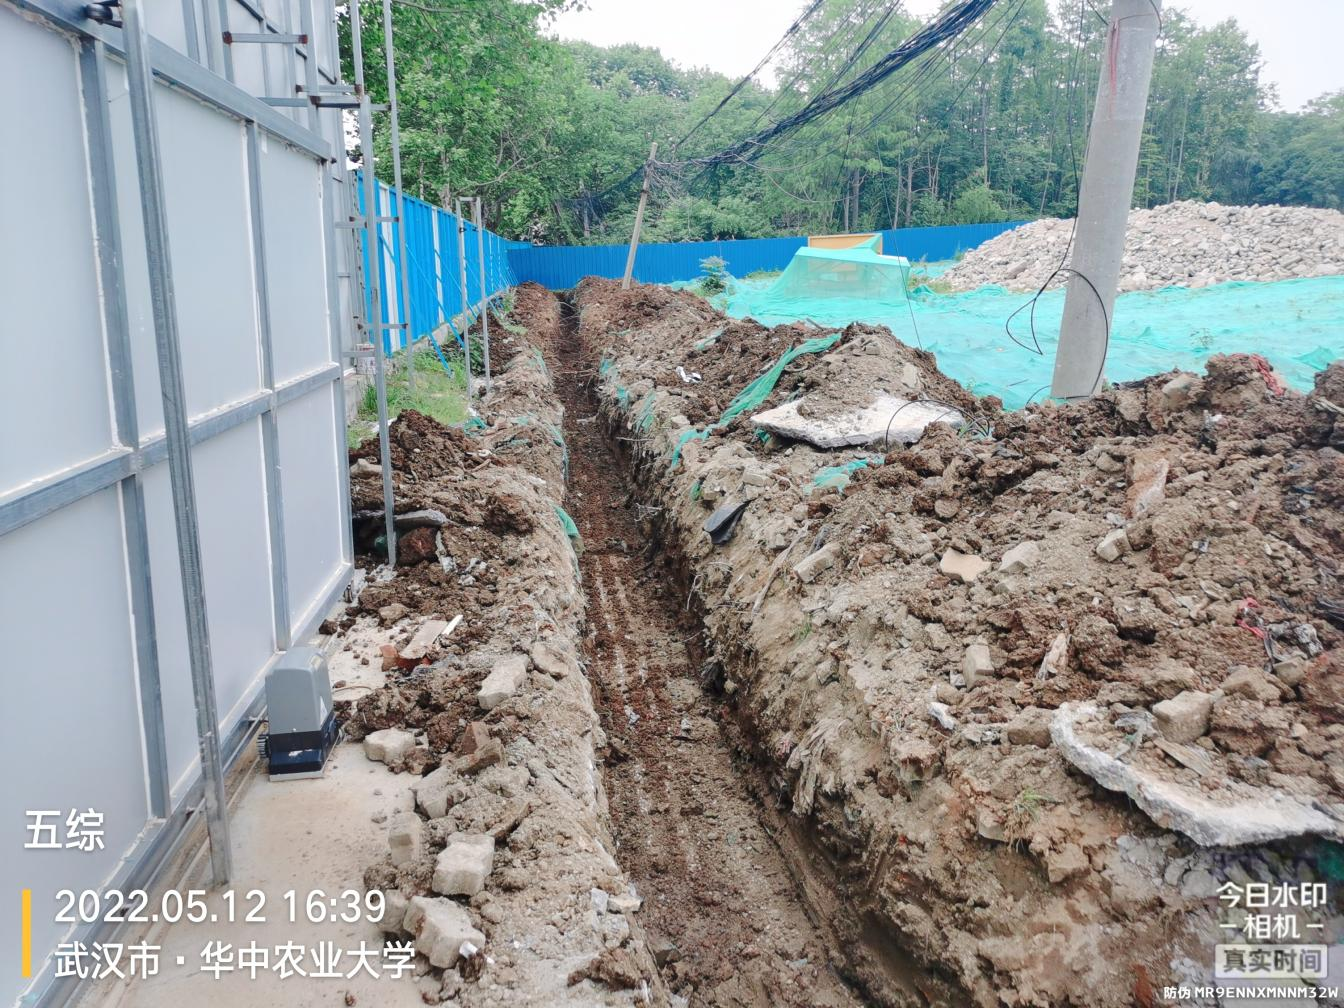 五综
2022.05.12 16:39
武汉市·华中农业大学
今日水印
-相机-
真实时间
防伪 MR9ENNXMNNM32W